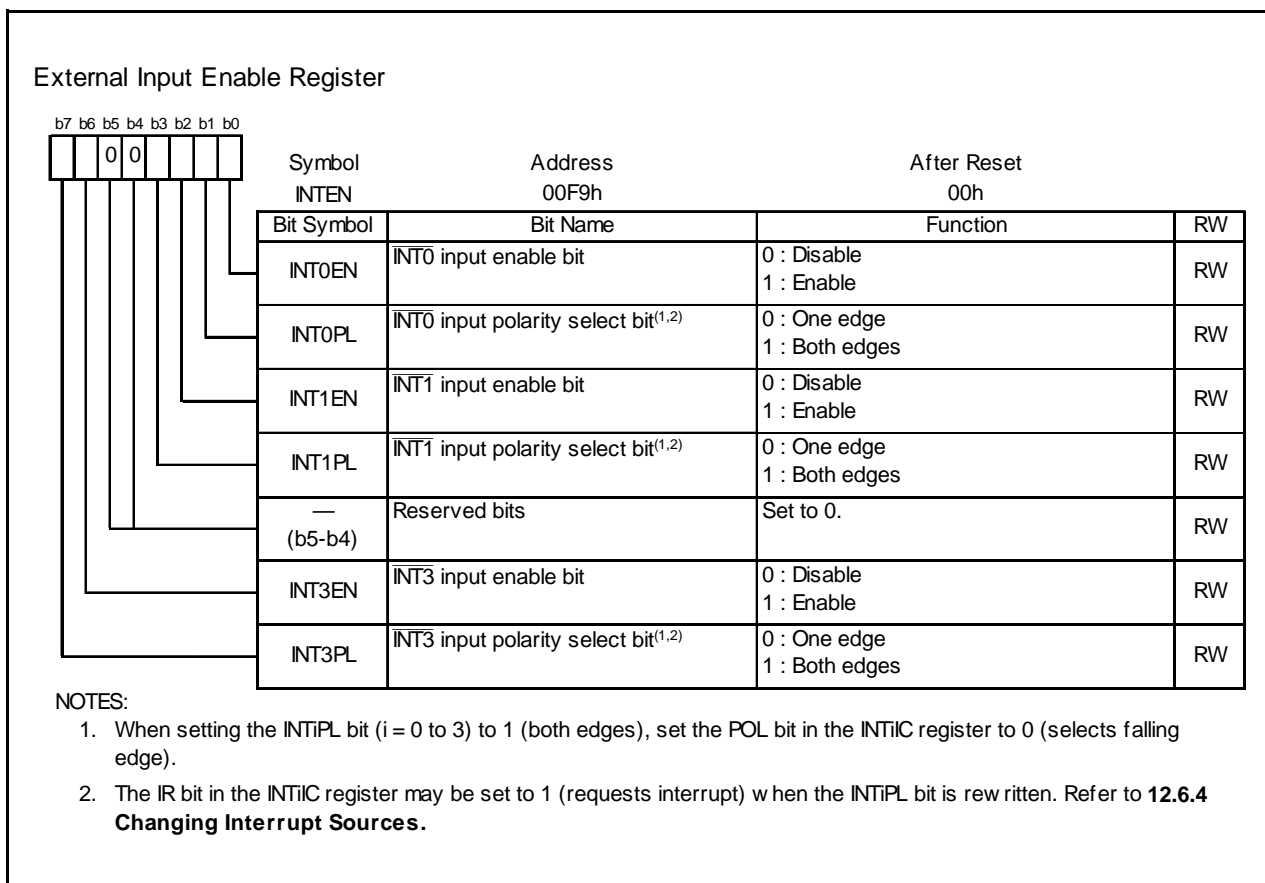 External Input Enable Register
b7 b6 b5 b4 b3 b2 b1 b0
0 0
Symbol Address After Reset
INTEN 00F9h 00h
Bit Symbol Bit Name Function RW
INT0EN INT0 input enable bit 0 : Disable
1 : Enable RW
INT0PL INT0 input polarity select bit(1,2) 0 : One edge
1 : Both edges RW
INT1EN INT1 input enable bit 0 : Disable
1 : Enable RW
INT1PL INT1 input polarity select bit(1,2) 0 : One edge
1 : Both edges RW
—
(b5-b4) Reserved bits Set to 0. RW
INT3EN INT3 input enable bit 0 : Disable
1 : Enable RW
INT3PL INT3 input polarity select bit(1,2) 0 : One edge
1 : Both edges RW
NOTES:
1. When setting the INTiPL bit (i = 0 to 3) to 1 (both edges), set the POL bit in the INTiIC register to 0 (selects falling
edge).
2. The IR bit in the INTiIC register may be set to 1 (requests interrupt) when the INTiPL bit is rewritten. Refer to 12.6.4
Changing Interrupt Sources.